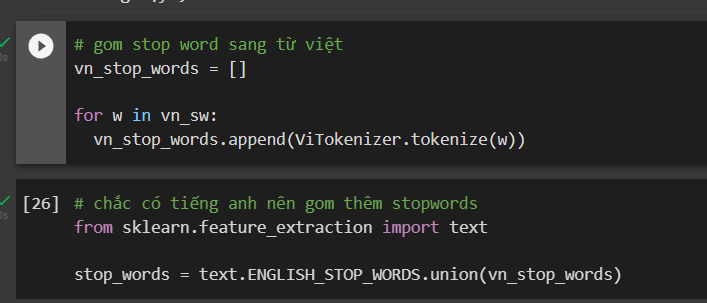 # gom stop word sang từ việt
vn_stop_words = []
for w in vn_sw:
  vn_stop_words.append(ViTokenizer.tokenize(w))
[26] # chắc có tiếng anh nên gom thêm stopwords
from sklearn.feature_extraction import text
stop_words = text.ENGLISH_STOP_WORDS.union(vn_stop_words)